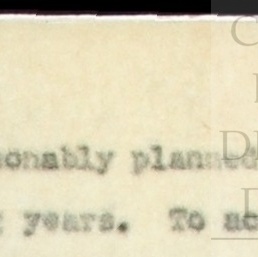 sonably planned
years. To ac